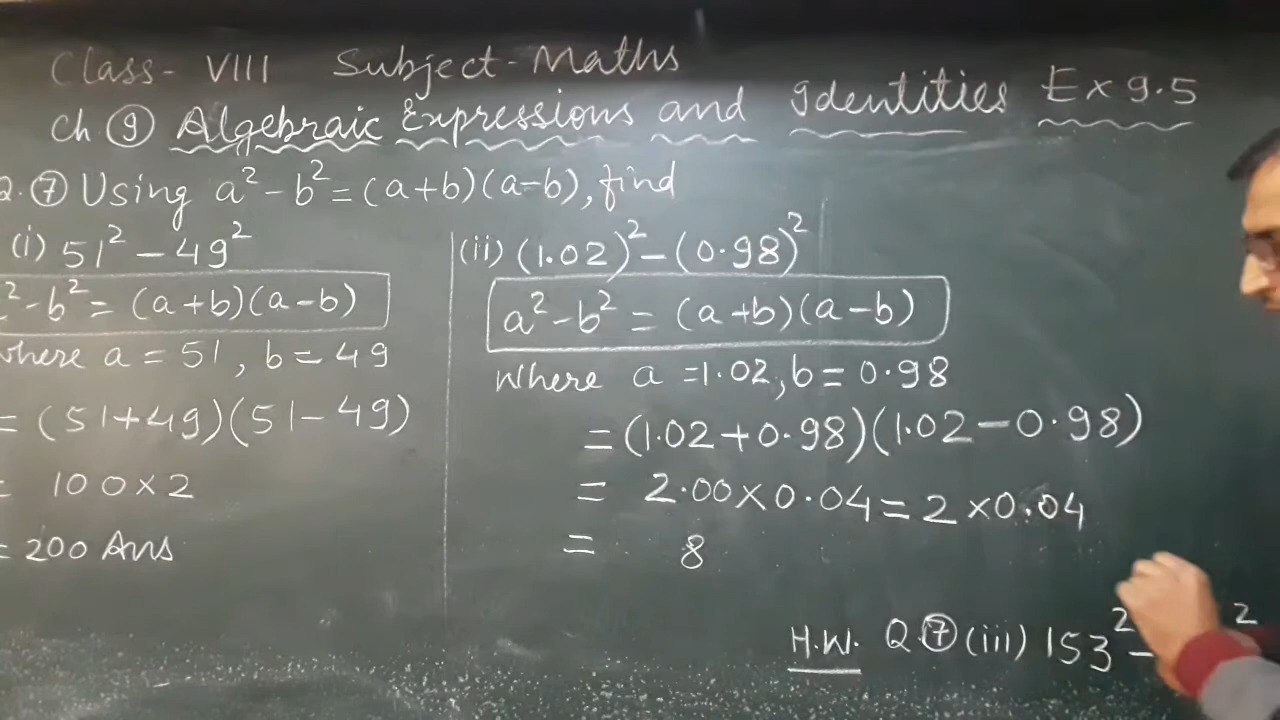 Class- VIII Subject-Maths
Ch 9 Algebraic Expressions and Identities Ex 9.5
Q. 7 Using a² - b² = (a+b)(a-b), find
(i) 51² - 49²
²-b² = (a+b)(a-b)
where a = 51, b = 49
= (51+49)(51-49)
= 100×2
= 200 Ans
(ii) (1.02)² - (0.98)²
a²-b² = (a+b)(a-b)
Where a =1.02, b = 0.98
= (1.02+0.98)(1.02-0.98)
= 2.00×0.04 = 2×0.04
= 8
H.W. Q. 7 (iii) 153² - ²